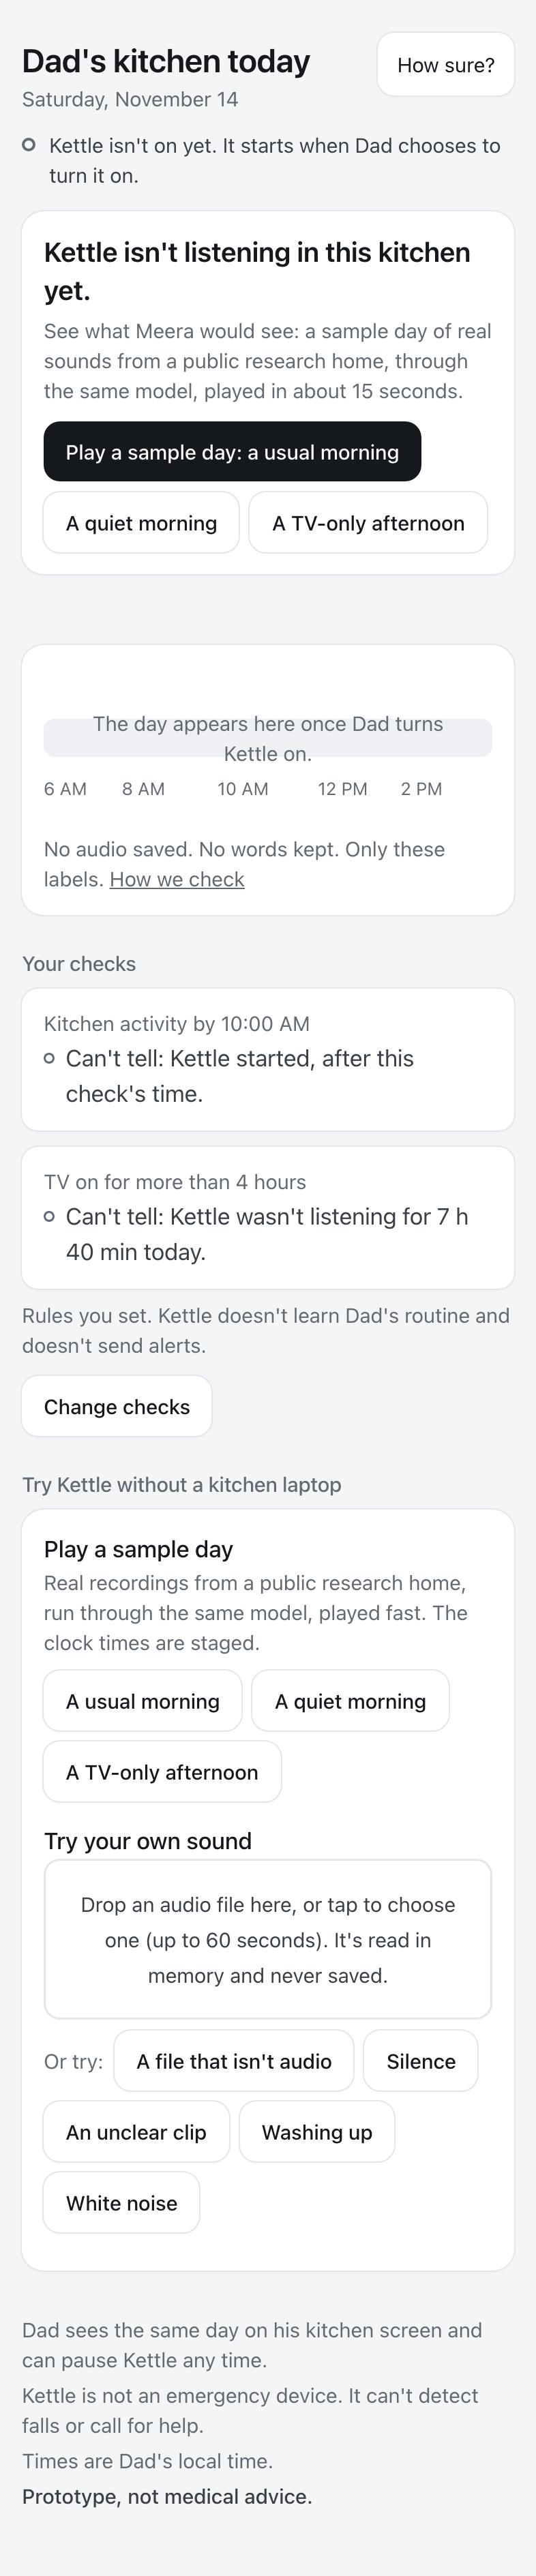 Dad's kitchen today
How sure?
Saturday, November 14
Kettle isn't on yet. It starts when Dad chooses to
turn it on.
Kettle isn't listening in this kitchen
yet.
See what Meera would see: a sample day of real
sounds from a public research home, through
the same model, played in about 15 seconds.
Play a sample day: a usual morning
A quiet morning
A TV-only afternoon
The day appears here once Dad turns
Kettle on.
6 AM 8 AM 10 AM 12 PM 2 PM
No audio saved. No words kept. Only these
labels. How we check
Your checks
Kitchen activity by 10:00 AM
Can't tell: Kettle started, after this
check's time.
TV on for more than 4 hours
Can't tell: Kettle wasn't listening for 7 h
40 min today.
Rules you set. Kettle doesn't learn Dad's routine and
doesn't send alerts.
Change checks
Try Kettle without a kitchen laptop
Play a sample day
Real recordings from a public research home,
run through the same model, played fast. The
clock times are staged.
A usual morning
A quiet morning
A TV-only afternoon
Try your own sound
Drop an audio file here, or tap to choose
one (up to 60 seconds). It's read in
memory and never saved.
Or try:
A file that isn't audio
Silence
An unclear clip
Washing up
White noise
Dad sees the same day on his kitchen screen and
can pause Kettle any time.
Kettle is not an emergency device. It can't detect
falls or call for help.
Times are Dad's local time.
Prototype, not medical advice.